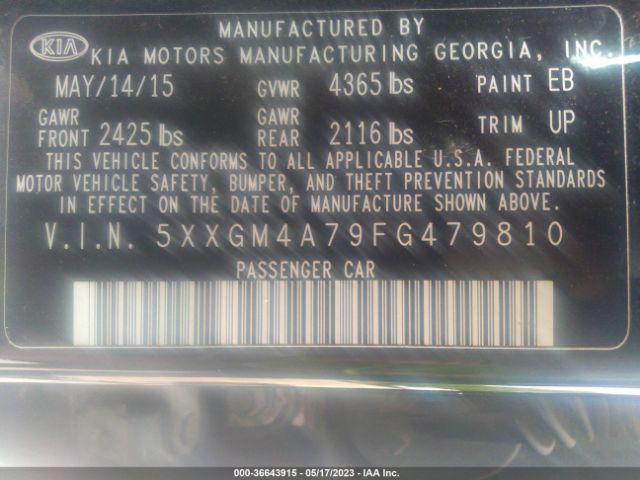 MANUFACTURED BY
KIA KIA MOTORS MANUFACTURING GEORGIA, INC.
MAY/14/15 GVWR 4365 lbs PAINT EB
GAWR FRONT 2425 lbs GAWR REAR 2116 lbs TRIM UP
THIS VEHICLE CONFORMS TO ALL APPLICABLE U.S.A. FEDERAL
MOTOR VEHICLE SAFETY, BUMPER, AND THEFT PREVENTION STANDARDS
IN EFFECT ON THE DATE OF MANUFACTURE SHOWN ABOVE.
V.I.N. 5XXGM4A79FG479810
PASSENGER CAR
000-36643915 - 05/17/2023 - IAA Inc.